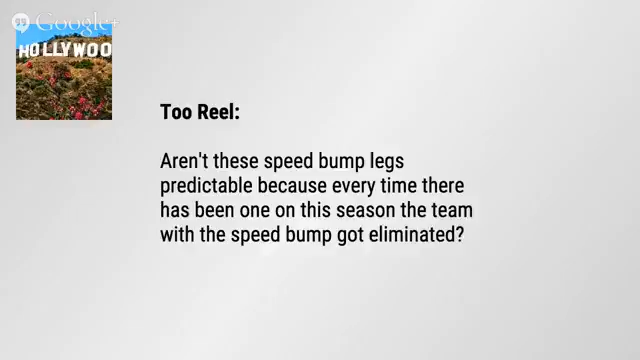 Google+
HOLLYWOO
Too Reel:
Aren't these speed bump legs
predictable because every time there
has been one on this season the team
with the speed bump got eliminated?